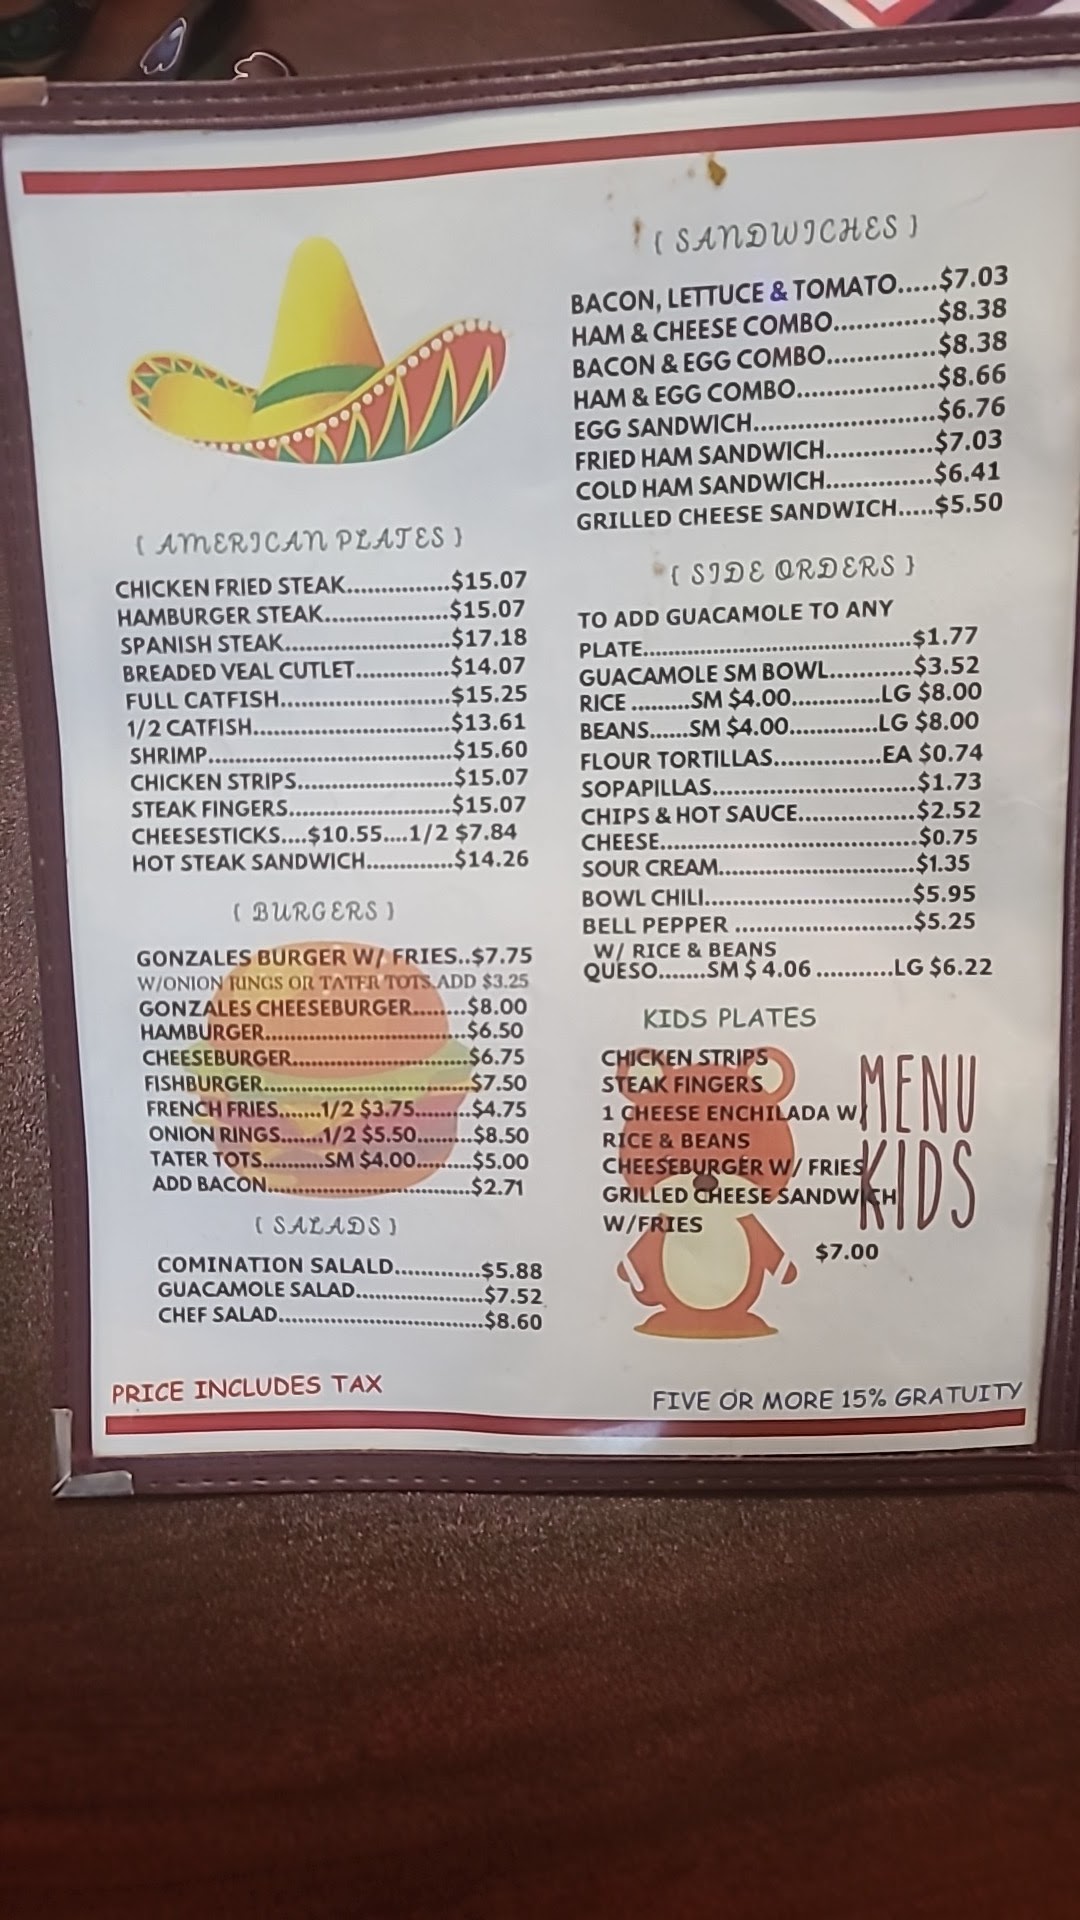 { AMERICAN PLATES }
CHICKEN FRIED STEAK...............$15.07
HAMBURGER STEAK...................$15.07
SPANISH STEAK.........................$17.18
BREADED VEAL CUTLET..............$14.07
FULL CATFISH..........................$15.25
1/2 CATFISH..............................$13.61
SHRIMP.....................................$15.60
CHICKEN STRIPS........................$15.07
STEAK FINGERS.........................$15.07
CHEESESTICKS....$10.55....1/2 $7.84
HOT STEAK SANDWICH.............$14.26
{ BURGERS }
GONZALES BURGER W/ FRIES..$7.75
W/ONION RINGS OR TATER TOTS ADD $3.25
GONZALES CHEESEBURGER........$8.00
HAMBURGER...............................$6.50
CHEESEBURGER...........................$6.75
FISHBURGER................................$7.50
FRENCH FRIES.......1/2 $3.75.........$4.75
ONION RINGS.......1/2 $5.50.........$8.50
TATER TOTS..........SM $4.00.........$5.00
ADD BACON................................$2.71
{ SALADS }
COMINATION SALALD.............$5.88
GUACAMOLE SALAD...................$7.52
CHEF SALAD................................$8.60
PRICE INCLUDES TAX
{ SANDWICHES }
BACON, LETTUCE & TOMATO.....$7.03
HAM & CHEESE COMBO.............$8.38
BACON & EGG COMBO..............$8.38
HAM & EGG COMBO..................$8.66
EGG SANDWICH..........................$6.76
FRIED HAM SANDWICH..............$7.03
COLD HAM SANDWICH..............$6.41
GRILLED CHEESE SANDWICH.....$5.50
{ SIDE ORDERS }
TO ADD GUACAMOLE TO ANY
PLATE.......................................$1.77
GUACAMOLE SM BOWL...........$3.52
RICE .........SM $4.00.............LG $8.00
BEANS......SM $4.00.............LG $8.00
FLOUR TORTILLAS...............EA $0.74
SOPAPILLAS.............................$1.73
CHIPS & HOT SAUCE................$2.52
CHEESE.....................................$0.75
SOUR CREAM............................$1.35
BOWL CHILI..............................$5.95
BELL PEPPER ..........................$5.25
W/ RICE & BEANS
QUESO.......SM $ 4.06 ...........LG $6.22
KIDS PLATES
CHICKEN STRIPS
STEAK FINGERS
1 CHEESE ENCHILADA W/
RICE & BEANS
CHEESEBURGER W/ FRIES
GRILLED CHEESE SANDWICH
W/FRIES
$7.00
MENU
KIDS
FIVE OR MORE 15% GRATUITY